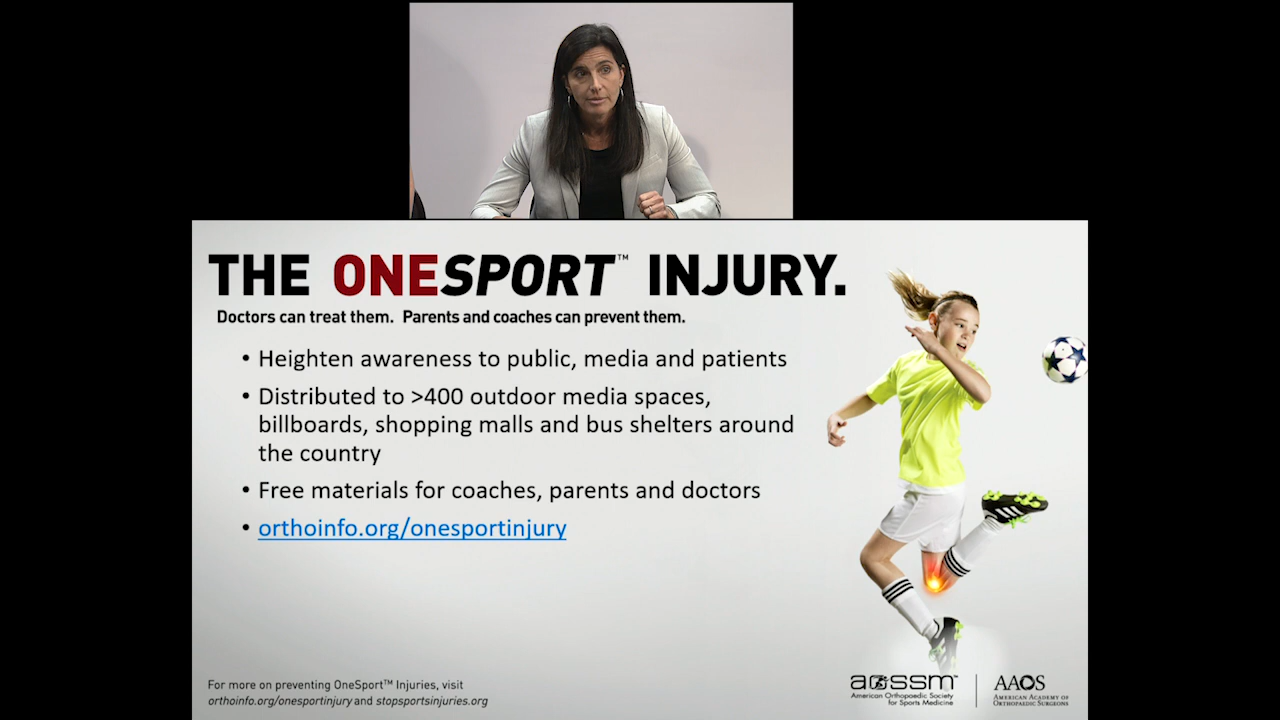 THE ONESPORT™ INJURY.
Doctors can treat them. Parents and coaches can prevent them.
• Heighten awareness to public, media and patients
• Distributed to >400 outdoor media spaces,
billboards, shopping malls and bus shelters around
the country
• Free materials for coaches, parents and doctors
• orthoinfo.org/onesportinjury
For more on preventing OneSport™ Injuries, visit
orthoinfo.org/onesportinjury and stopsportsinjuries.org
aossm™
American Orthopaedic Society
for Sports Medicine
AAOS
AMERICAN ACADEMY OF
ORTHOPAEDIC SURGEONS